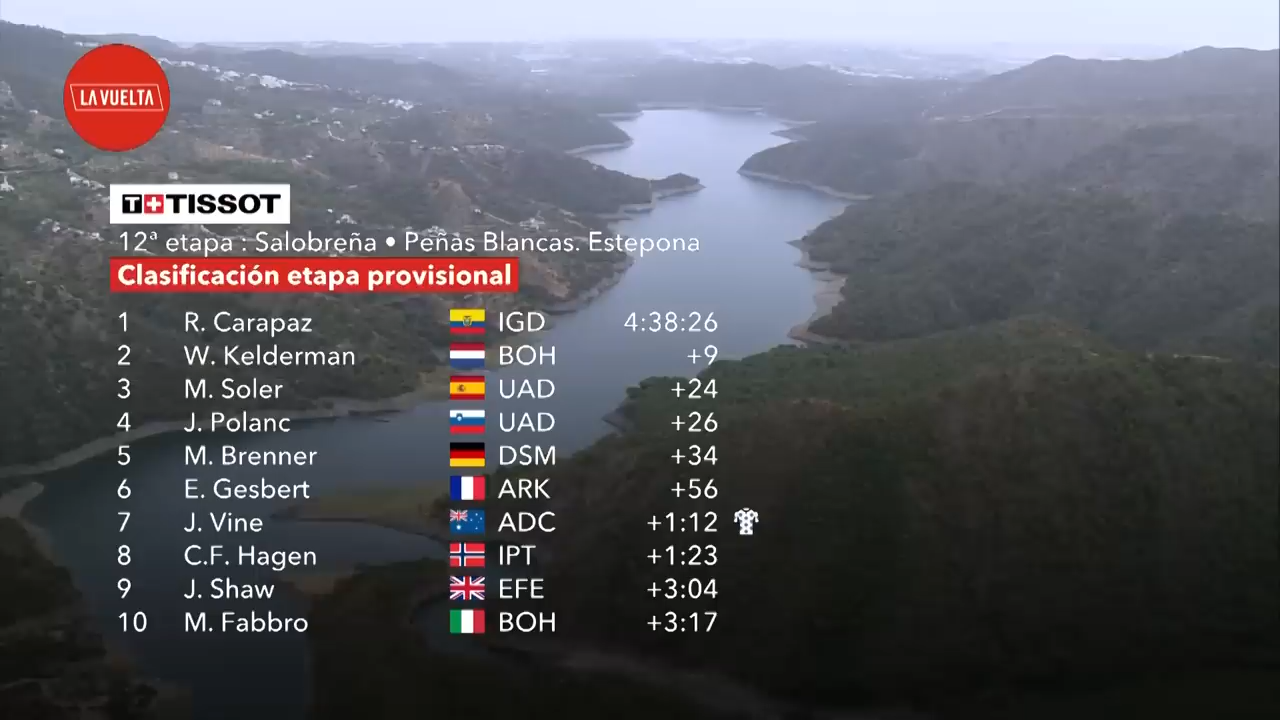 LA VUELTA
T+TISSOT
12ª etapa : Salobreña • Peñas Blancas. Estepona
Clasificación etapa provisional
1 R. Carapaz IGD 4:38:26
2 W. Kelderman BOH +9
3 M. Soler UAD +24
4 J. Polanc UAD +26
5 M. Brenner DSM +34
6 E. Gesbert ARK +56
7 J. Vine ADC +1:12
8 C.F. Hagen IPT +1:23
9 J. Shaw EFE +3:04
10 M. Fabbro BOH +3:17